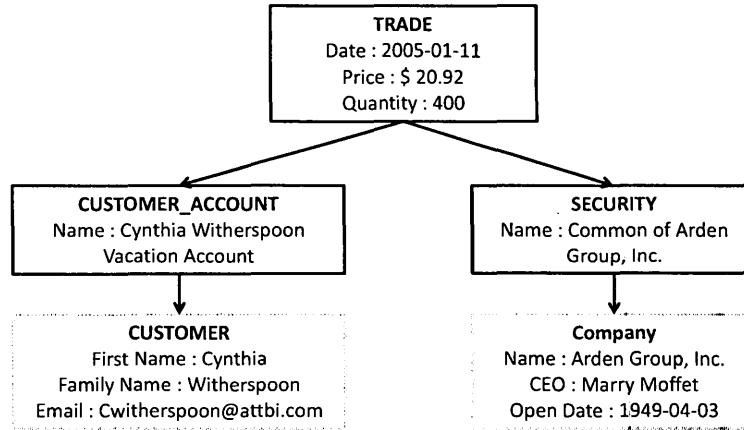 TRADE
Date : 2005-01-11
Price : $ 20.92
Quantity : 400
CUSTOMER_ACCOUNT
Name : Cynthia Witherspoon
Vacation Account
SECURITY
Name : Common of Arden
Group, Inc.
CUSTOMER
First Name : Cynthia
Family Name : Witherspoon
Email : Cwitherspoon@attbi.com
Company
Name : Arden Group, Inc.
CEO : Marry Moffet
Open Date : 1949-04-03